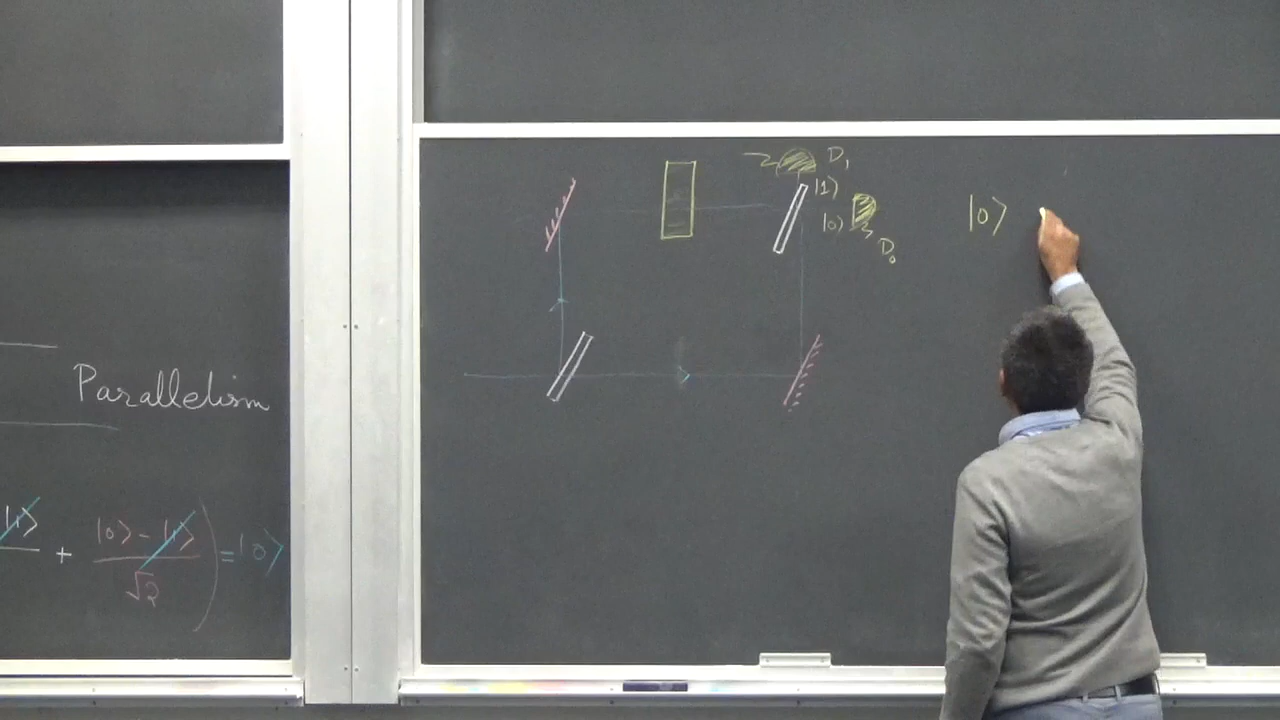 Parallelism
|1⟩
+ |0⟩ - |1⟩ / √2 ) = |0⟩
D₁
|1⟩
|0⟩
D₀
|0⟩